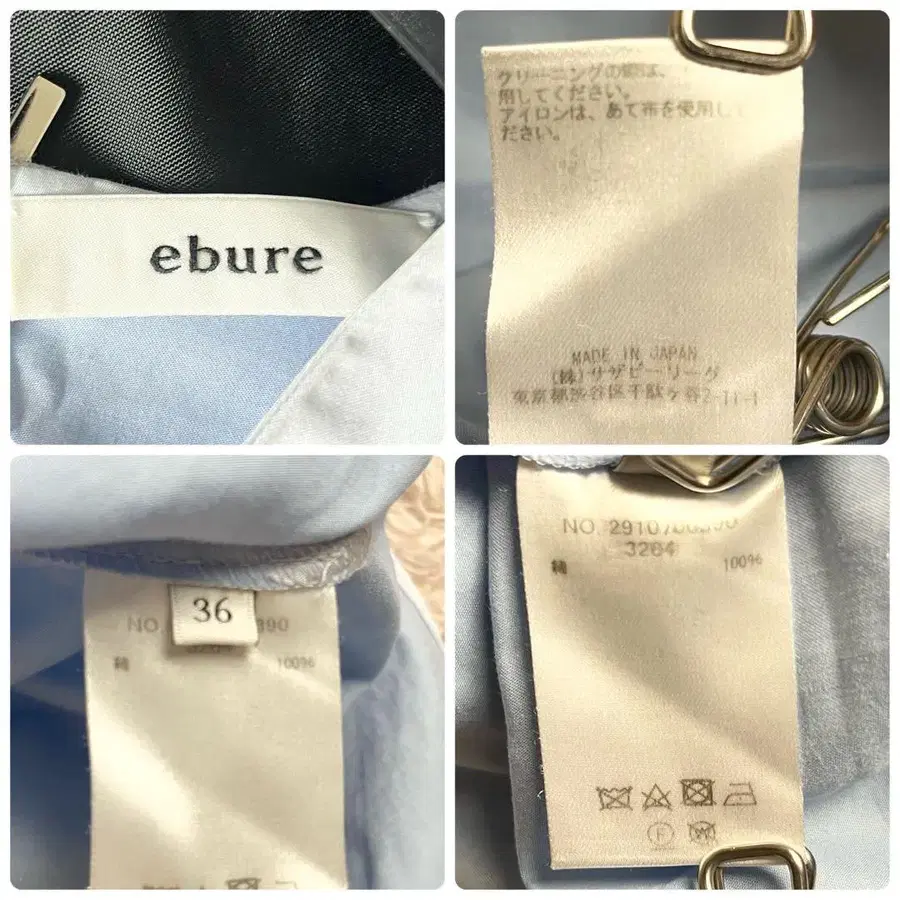 ebure
クリーニングの際は、
用してください。
アイロンは、あて布を使用して
ださい。
MADE IN JAPAN
(株)サザビーリーグ
東京都渋谷区千駄ヶ谷2-11-1
36
NO 390
100%
NO. 2910
3204
綿 100%
F
W